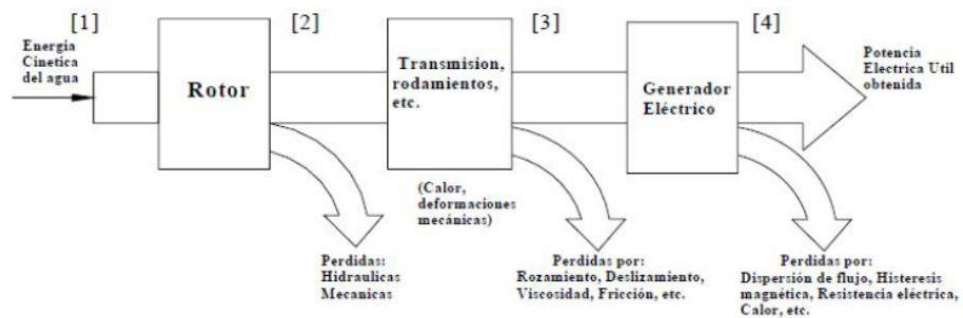 [1]
[2]
[3]
[4]
Energía
Cinetica
del agua
Rotor
Transmision,
rodamientos,
etc.
Generador
Eléctrico
Potencia
Electrica Util
obtenida
(Calor,
deformaciones
mecánicas)
Perdidas:
Hidraulicas
Mecanicas
Perdidas por:
Rozamiento, Deslizamiento,
Viscosidad, Fricción, etc.
Perdidas por:
Dispersión de flujo, Histeresis
magnética, Resistencia eléctrica,
Calor, etc.